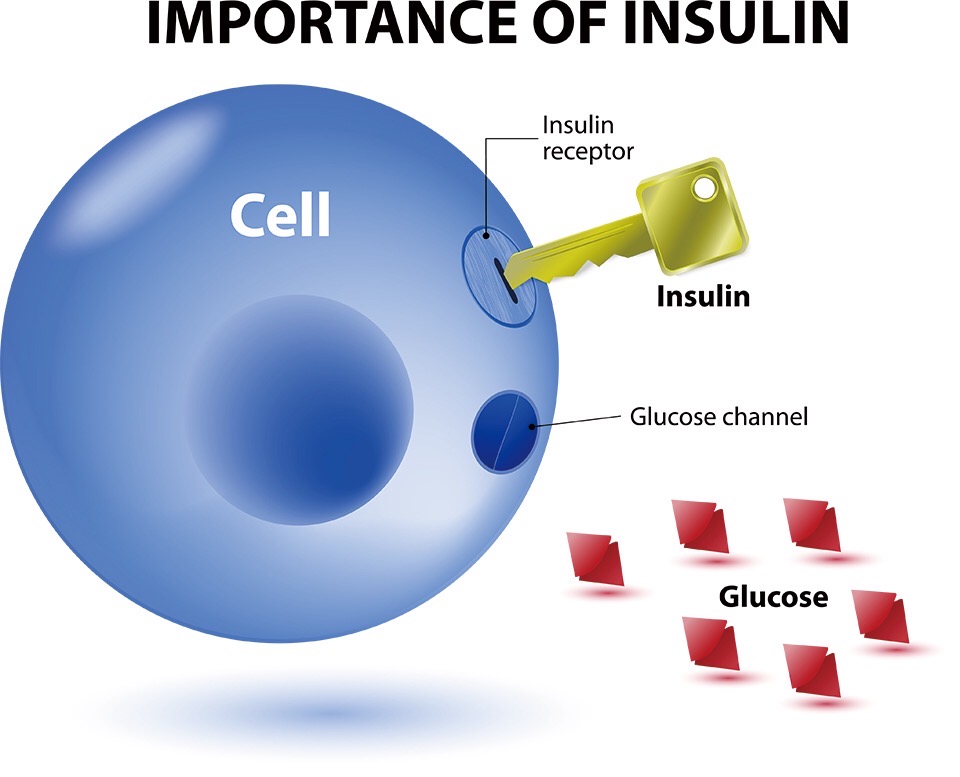 IMPORTANCE OF INSULIN
Insulin
receptor
Cell
Insulin
Glucose channel
Glucose